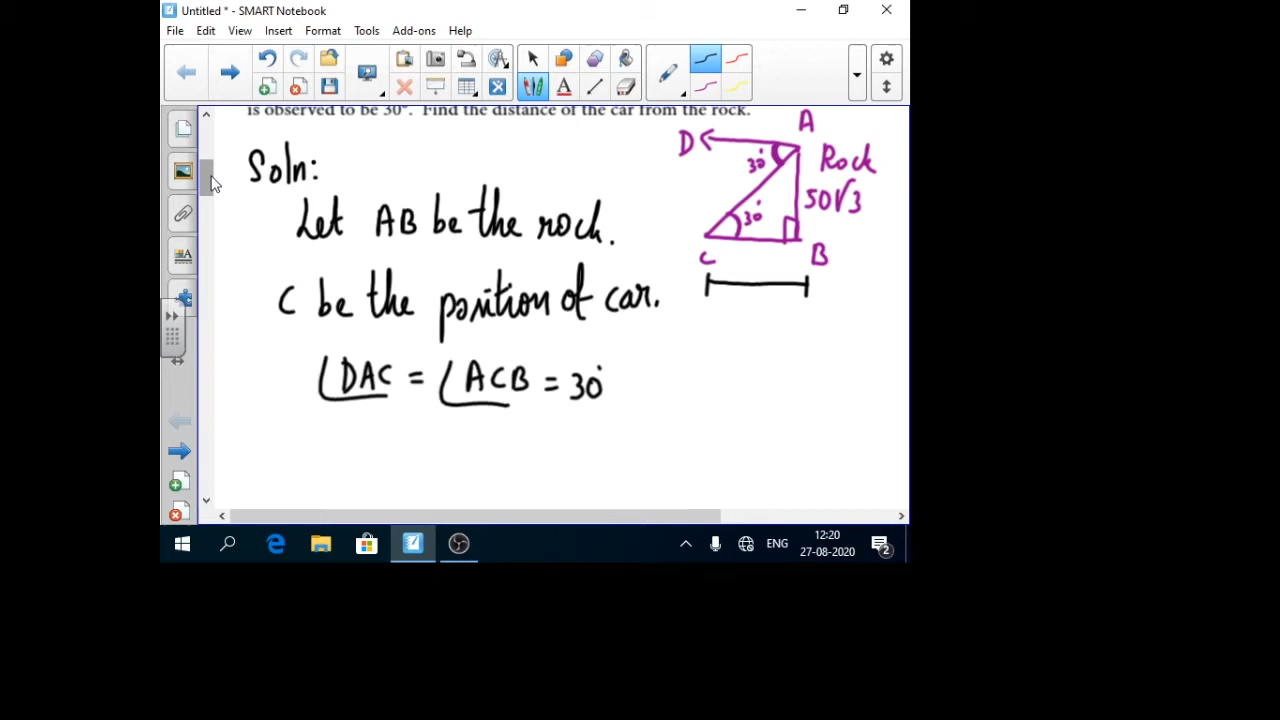 Untitled * - SMART Notebook
File Edit View Insert Format Tools Add-ons Help
is observed to be 30°. Find the distance of the car from the rock.
Soln:
Let AB be the rock.
C be the position of car.
∠DAC = ∠ACB = 30°
D
A
30°
Rock
50√3
30°
C
B
ENG
12:20
27-08-2020
2